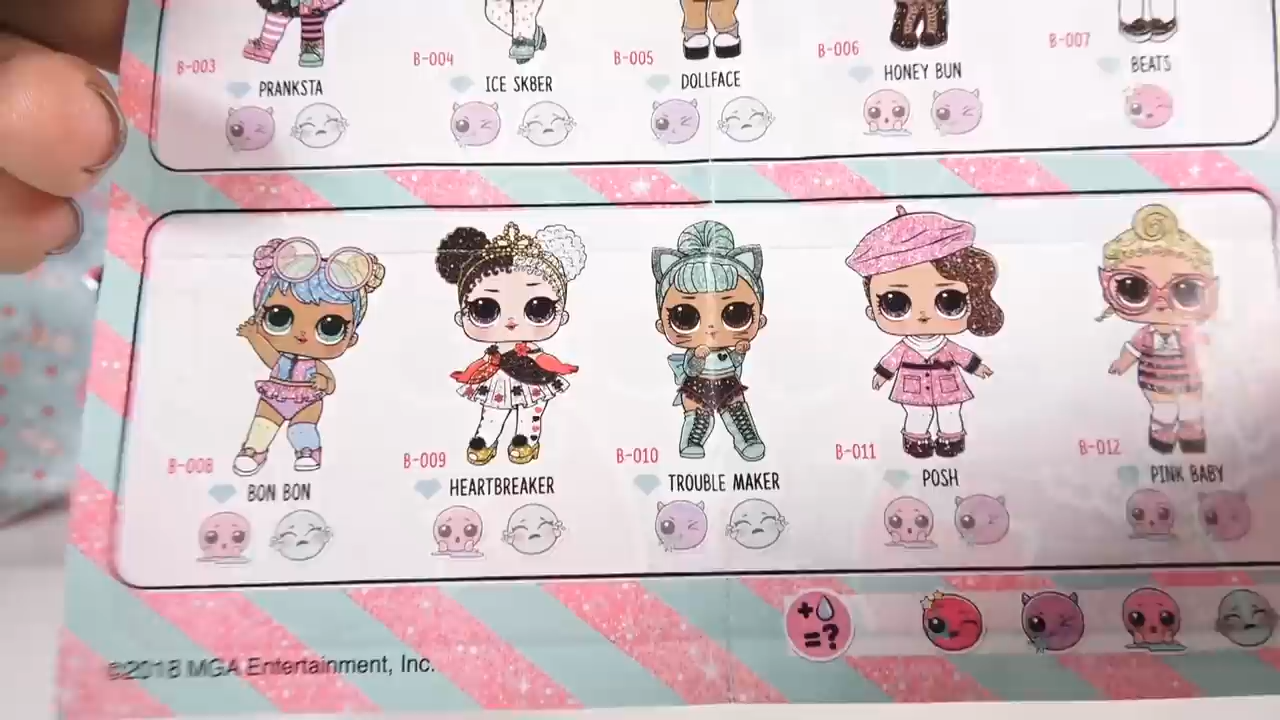 B-003
PRANKSTA
B-004
ICE SK8ER
B-005
DOLLFACE
B-006
HONEY BUN
B-007
BEATS
B-008
BON BON
B-009
HEARTBREAKER
B-010
TROUBLE MAKER
B-011
POSH
B-012
PINK BABY
+ =?
©2018 MGA Entertainment, Inc.